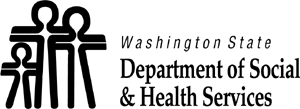 Washington State
Department of Social
& Health Services